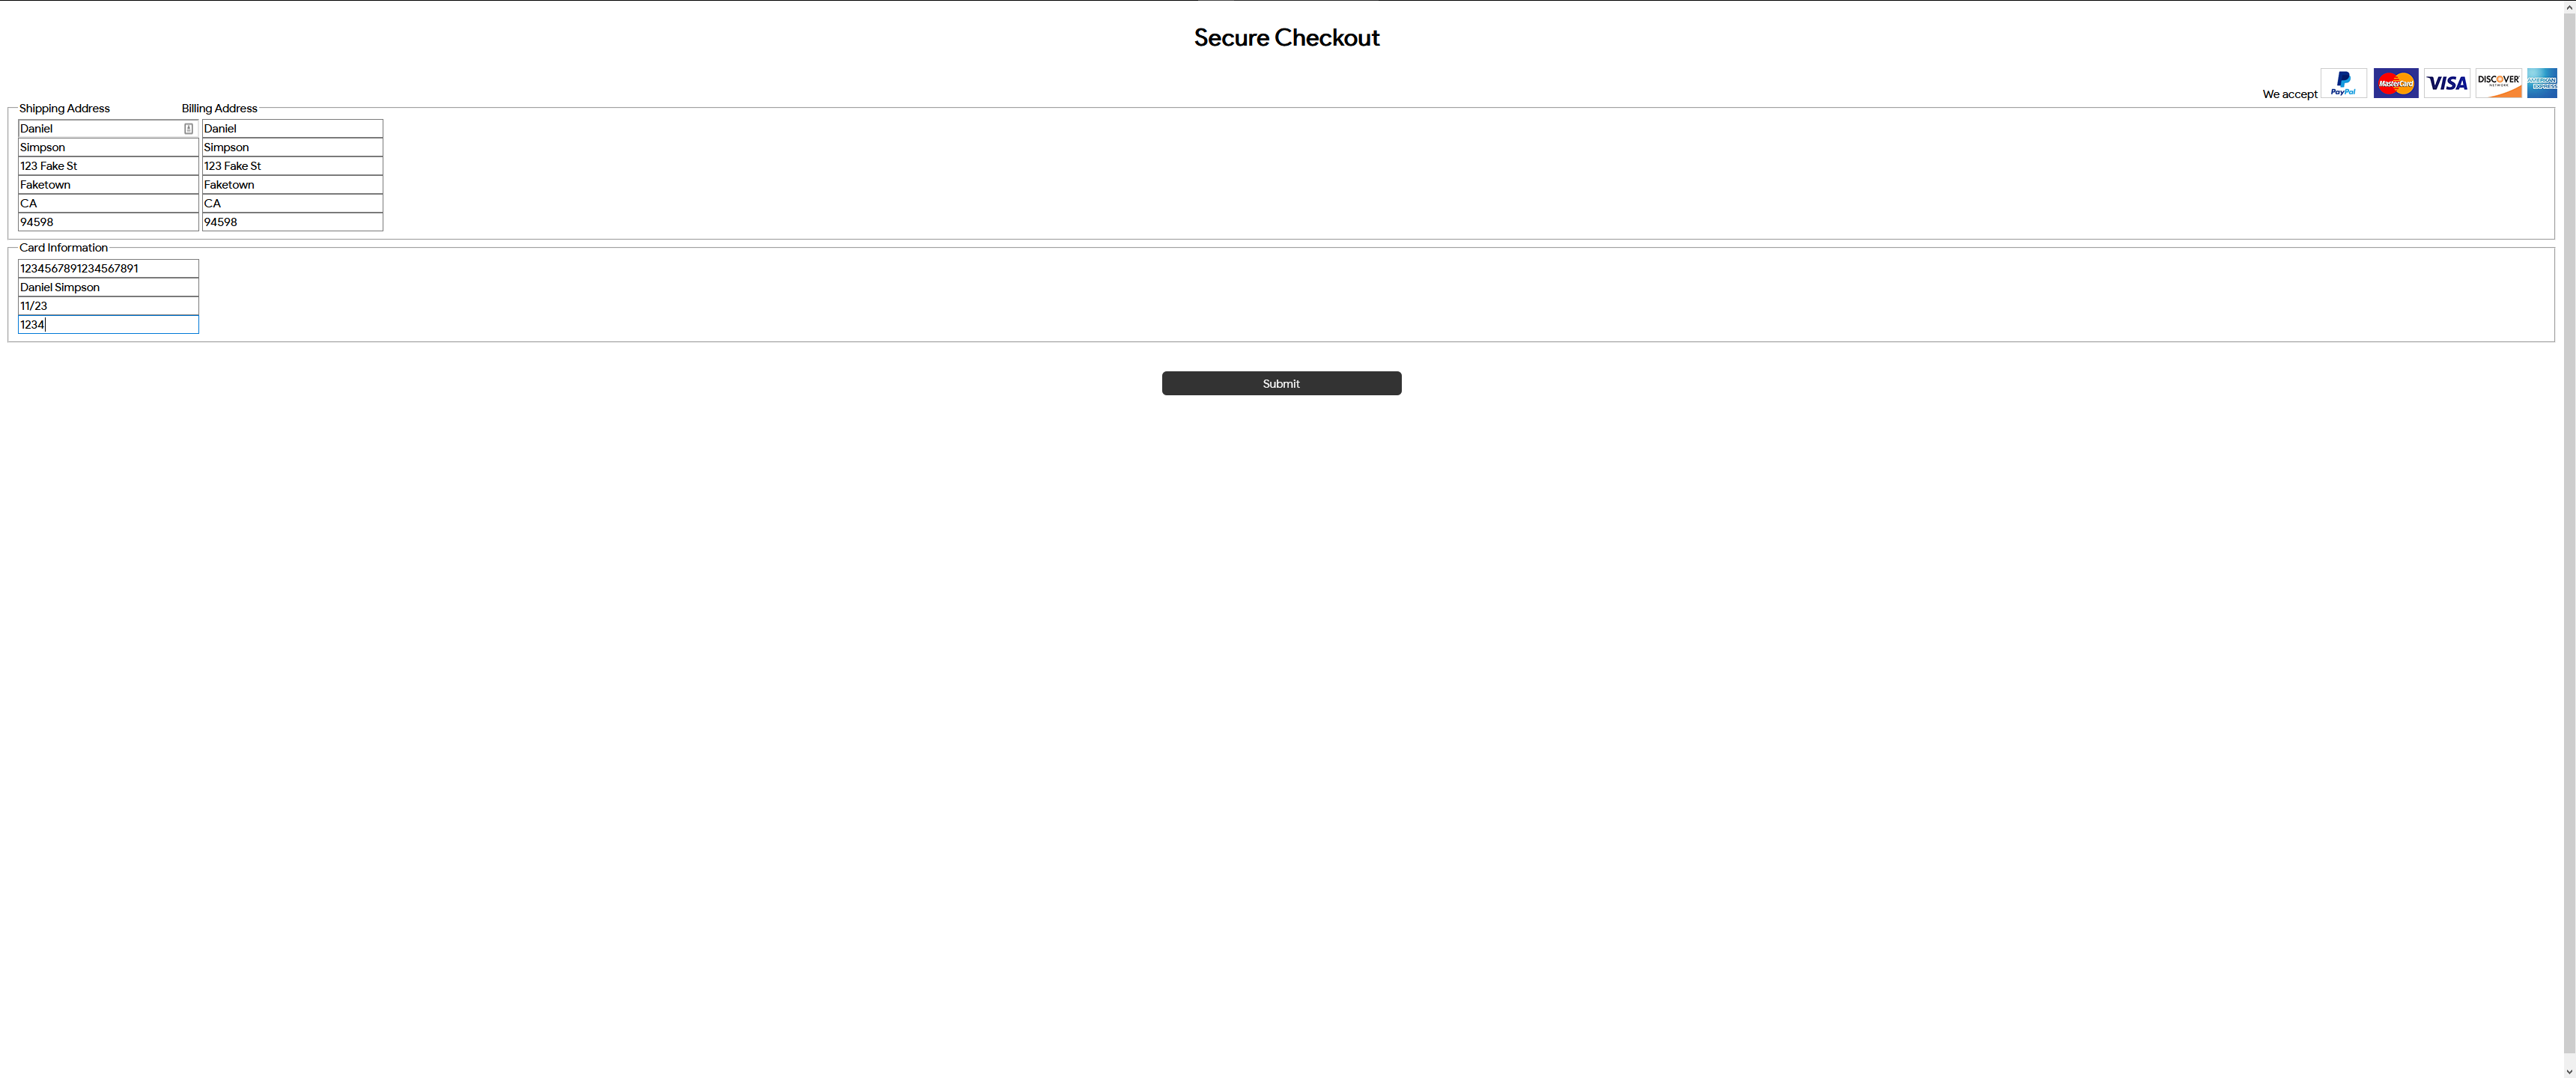 Secure Checkout
We accept PayPal MasterCard VISA DISCOVER NETWORK AMERICAN EXPRESS
Shipping Address Billing Address
Daniel Daniel
Simpson Simpson
123 Fake St 123 Fake St
Faketown Faketown
CA CA
94598 94598
Card Information
1234567891234567891
Daniel Simpson
11/23
1234
Submit